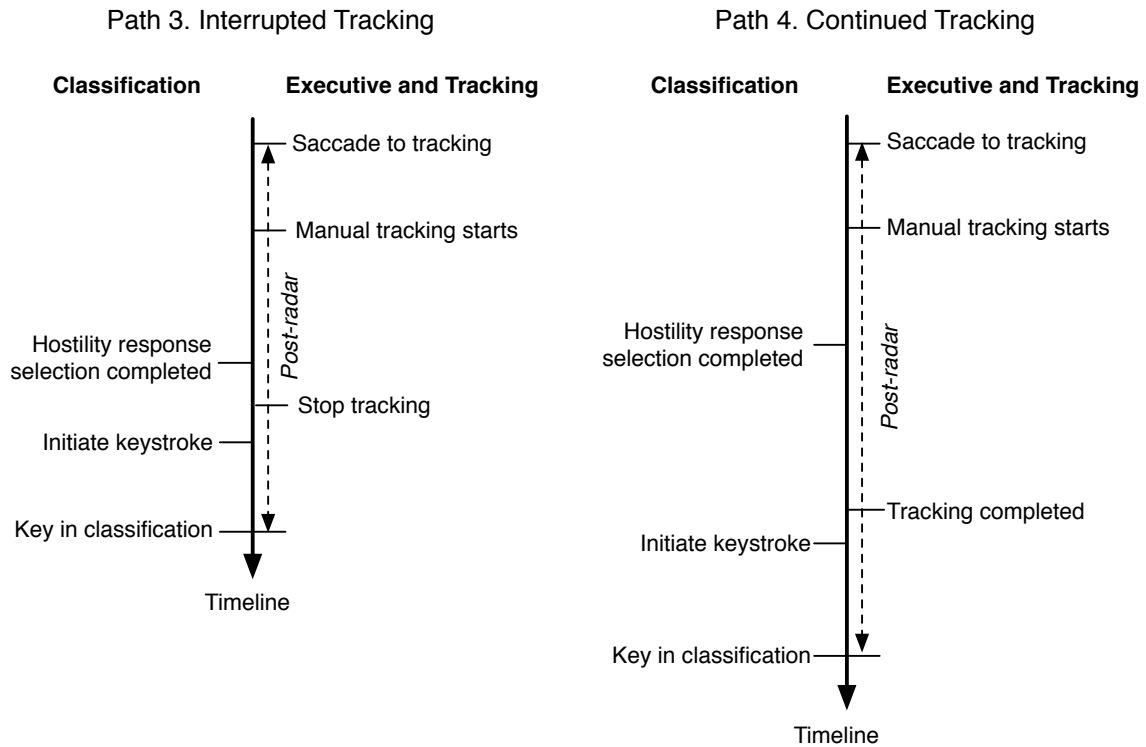 Path 3. Interrupted Tracking
Classification
Executive and Tracking
Saccade to tracking
Manual tracking starts
Post-radar
Hostility response
selection completed
Stop tracking
Initiate keystroke
Key in classification
Timeline
Path 4. Continued Tracking
Classification
Executive and Tracking
Saccade to tracking
Manual tracking starts
Hostility response
selection completed
Post-radar
Tracking completed
Initiate keystroke
Key in classification
Timeline